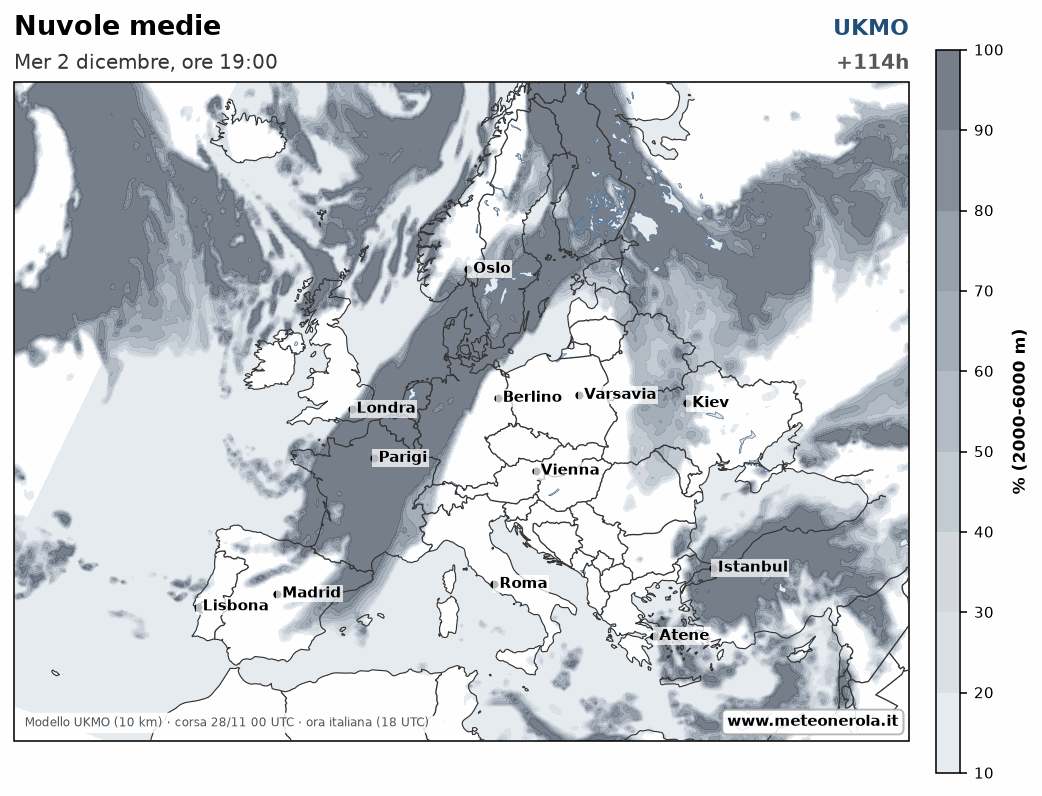 Nuvole medie
UKMO
Mer 2 dicembre, ore 19:00
+114h
100
90
80
70
60
50
40
30
20
10
% (2000-6000 m)
Oslo
Londra
Berlino
Varsavia
Kiev
Parigi
Vienna
Istanbul
Roma
Madrid
Lisbona
Atene
Modello UKMO (10 km) · corsa 28/11 00 UTC · ora italiana (18 UTC)
www.meteonerola.it